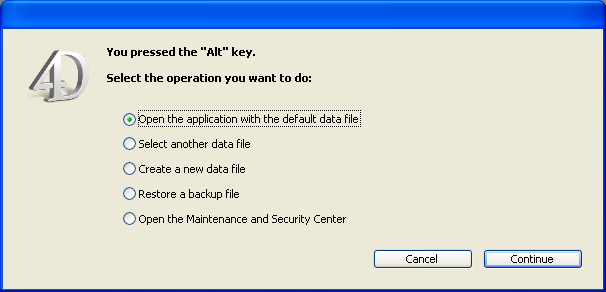 4D
You pressed the "Alt" key.
Select the operation you want to do:
Open the application with the default data file
Select another data file
Create a new data file
Restore a backup file
Open the Maintenance and Security Center
Cancel
Continue